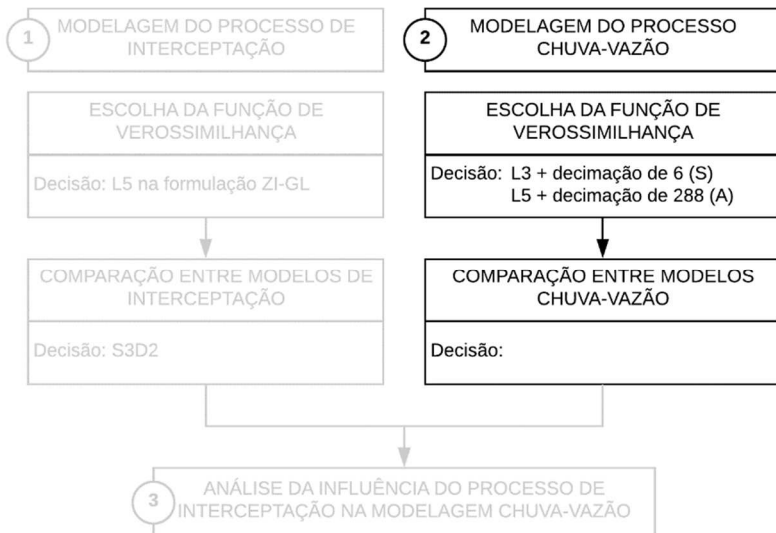 1
MODELAGEM DO PROCESSO DE
INTERCEPTAÇÃO
ESCOLHA DA FUNÇÃO DE
VEROSSIMILHANÇA
Decisão: L5 na formulação ZI-GL
COMPARAÇÃO ENTRE MODELOS DE
INTERCEPTAÇÃO
Decisão: S3D2
2
MODELAGEM DO PROCESSO
CHUVA-VAZÃO
ESCOLHA DA FUNÇÃO DE
VEROSSIMILHANÇA
Decisão: L3 + decimação de 6 (S)
L5 + decimação de 288 (A)
COMPARAÇÃO ENTRE MODELOS
CHUVA-VAZÃO
Decisão:
3
ANÁLISE DA INFLUÊNCIA DO PROCESSO DE
INTERCEPTAÇÃO NA MODELAGEM CHUVA-VAZÃO